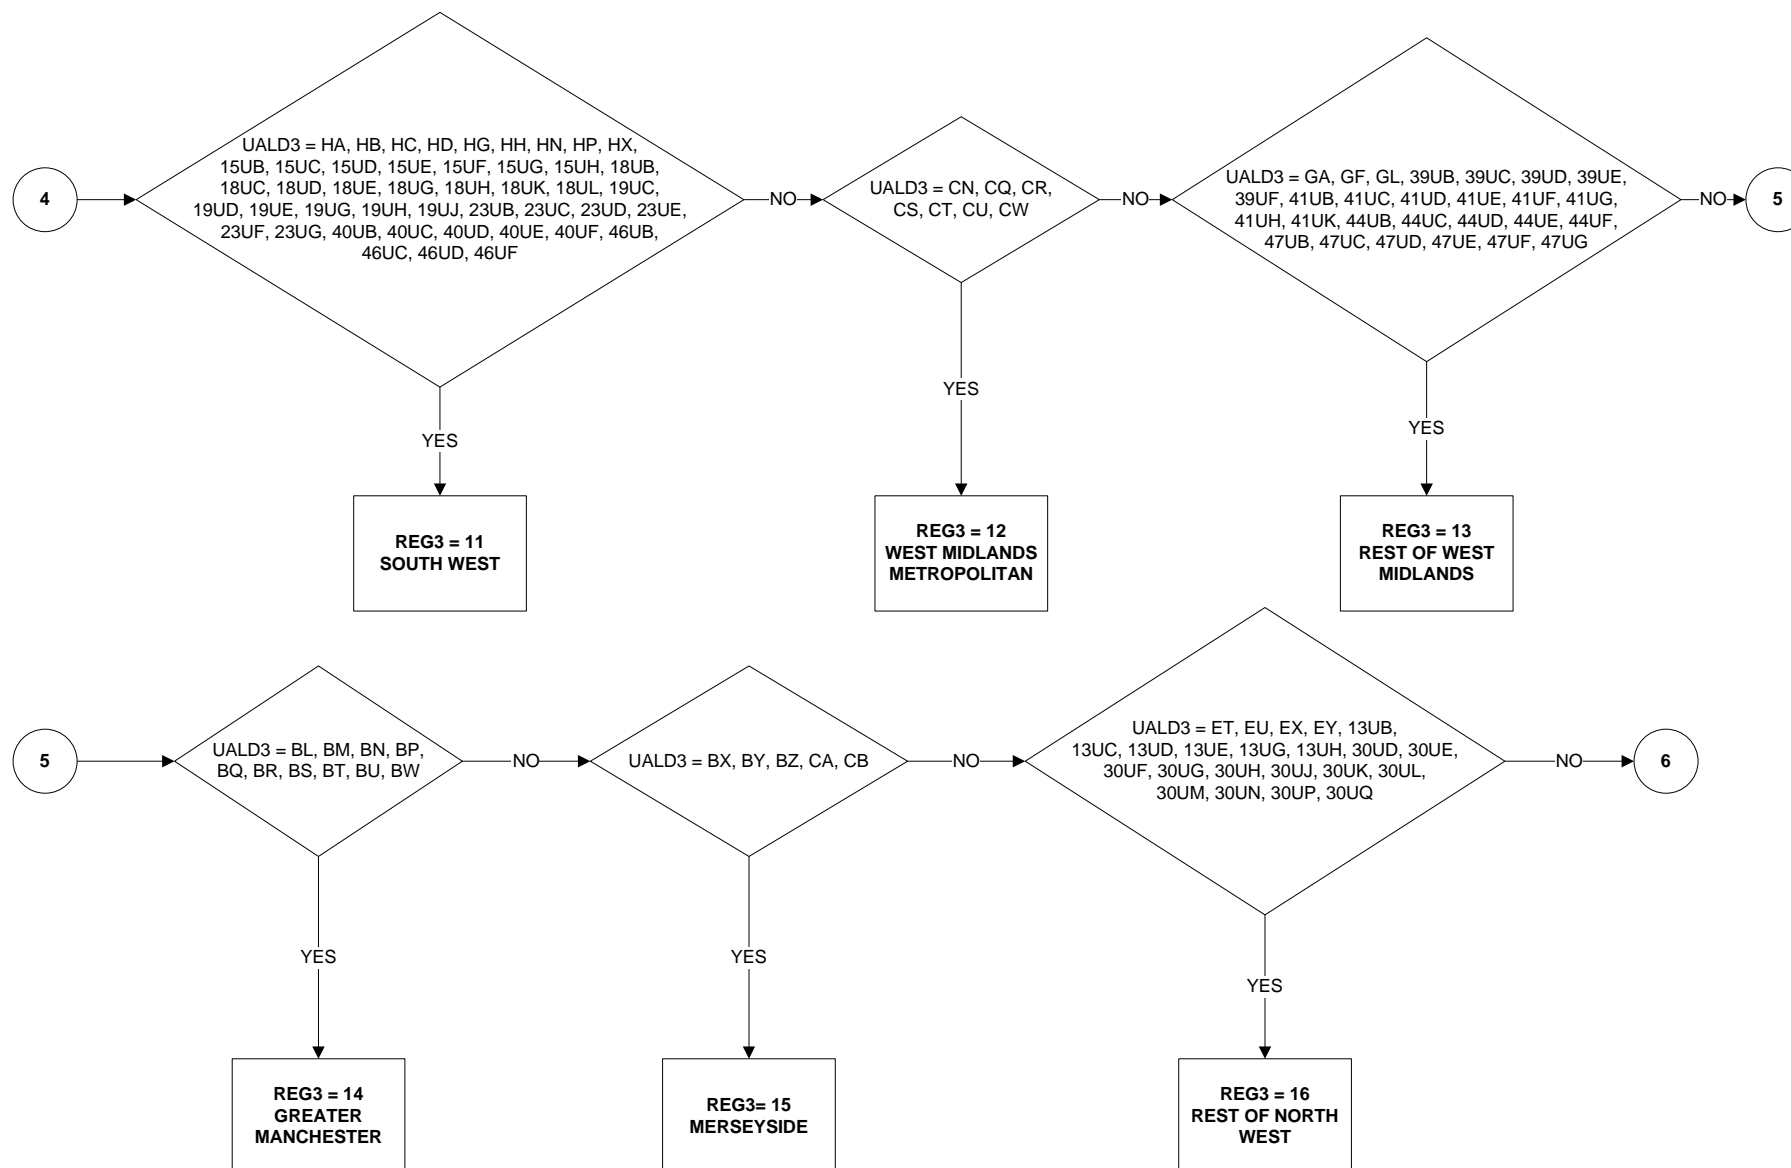 4
UALD3 = HA, HB, HC, HD, HG, HH, HN, HP, HX,
15UB, 15UC, 15UD, 15UE, 15UF, 15UG, 15UH, 18UB,
18UC, 18UD, 18UE, 18UG, 18UH, 18UK, 18UL, 19UC,
19UD, 19UE, 19UG, 19UH, 19UJ, 23UB, 23UC, 23UD, 23UE,
23UF, 23UG, 40UB, 40UC, 40UD, 40UE, 40UF, 46UB,
46UC, 46UD, 46UF
NO
UALD3 = CN, CQ, CR,
CS, CT, CU, CW
NO
UALD3 = GA, GF, GL, 39UB, 39UC, 39UD, 39UE,
39UF, 41UB, 41UC, 41UD, 41UE, 41UF, 41UG,
41UH, 41UK, 44UB, 44UC, 44UD, 44UE, 44UF,
47UB, 47UC, 47UD, 47UE, 47UF, 47UG
NO
5
YES
YES
YES
REG3 = 11
SOUTH WEST
REG3 = 12
WEST MIDLANDS
METROPOLITAN
REG3 = 13
REST OF WEST
MIDLANDS
5
UALD3 = BL, BM, BN, BP,
BQ, BR, BS, BT, BU, BW
NO
UALD3 = BX, BY, BZ, CA, CB
NO
UALD3 = ET, EU, EX, EY, 13UB,
13UC, 13UD, 13UE, 13UG, 13UH, 30UD, 30UE,
30UF, 30UG, 30UH, 30UJ, 30UK, 30UL,
30UM, 30UN, 30UP, 30UQ
NO
6
YES
YES
YES
REG3 = 14
GREATER
MANCHESTER
REG3= 15
MERSEYSIDE
REG3 = 16
REST OF NORTH
WEST